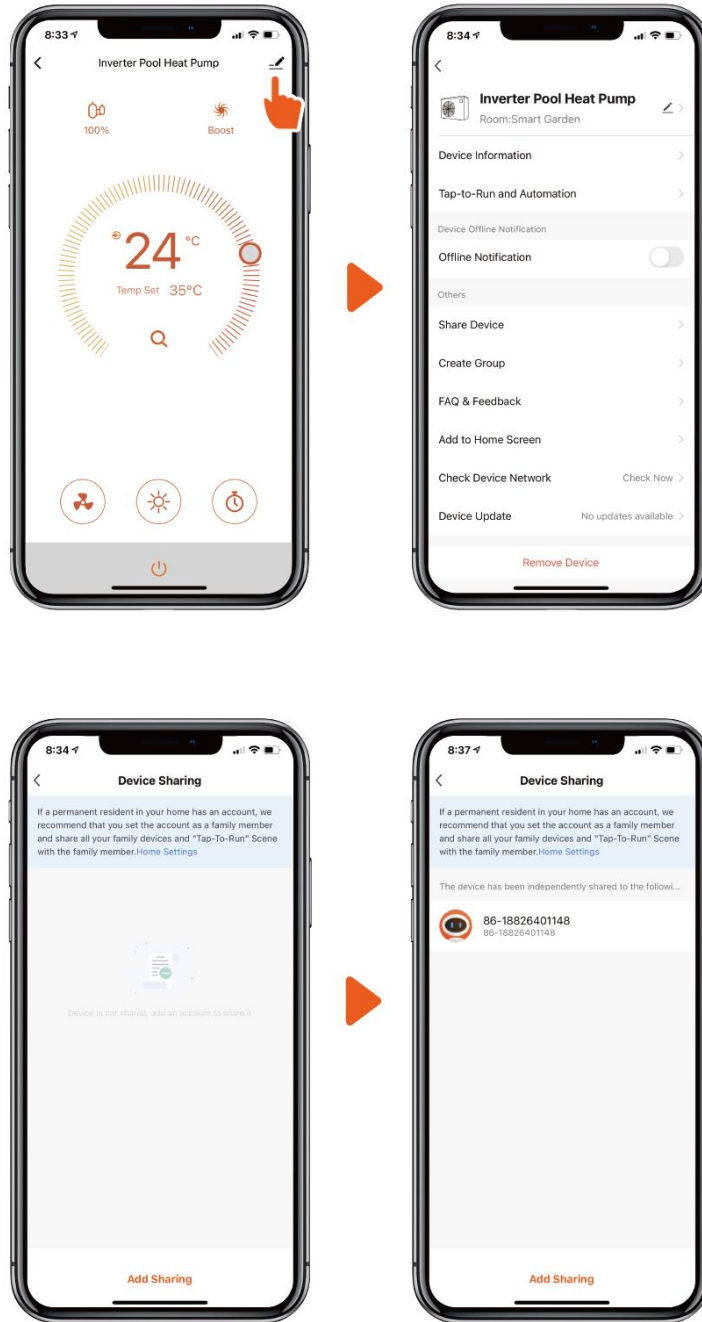 8:33
Inverter Pool Heat Pump
100%
Boost
24 °C
Temp Set 35°C
8:34
Inverter Pool Heat Pump
Room:Smart Garden
Device Information
Tap-to-Run and Automation
Device Offline Notification
Offline Notification
Others
Share Device
Create Group
FAQ & Feedback
Add to Home Screen
Check Device Network Check Now
Device Update No updates available
Remove Device
8:34
Device Sharing
If a permanent resident in your home has an account, we
recommend that you set the account as a family member
and share all your family devices and "Tap-To-Run" Scene
with the family member.Home Settings
Device is not shared, add an account to share it
Add Sharing
8:37
Device Sharing
If a permanent resident in your home has an account, we
recommend that you set the account as a family member
and share all your family devices and "Tap-To-Run" Scene
with the family member.Home Settings
The device has been independently shared to the followi...
86-18826401148
86-18826401148
Add Sharing